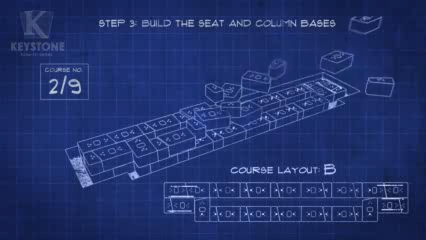 STEP 3: BUILD THE SEAT AND COLUMN BASES
KEYSTONE
COURSE NO.
2/9
COURSE LAYOUT: B